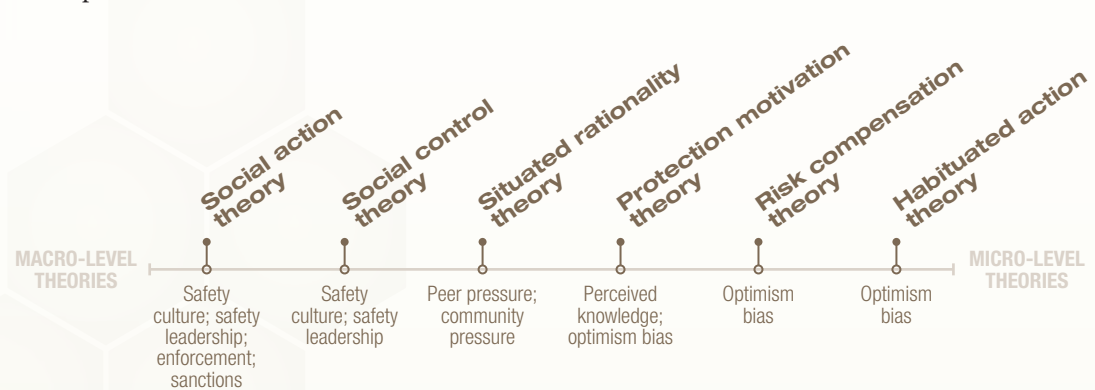 Social action
theory
Social control
theory
Situated rationality
theory
Protection motivation
theory
Risk compensation
theory
Habituated action
theory
MACRO-LEVEL
THEORIES
MICRO-LEVEL
THEORIES
Safety
culture; safety
leadership;
enforcement;
sanctions
Safety
culture; safety
leadership
Peer pressure;
community
pressure
Perceived
knowledge;
optimism bias
Optimism
bias
Optimism
bias